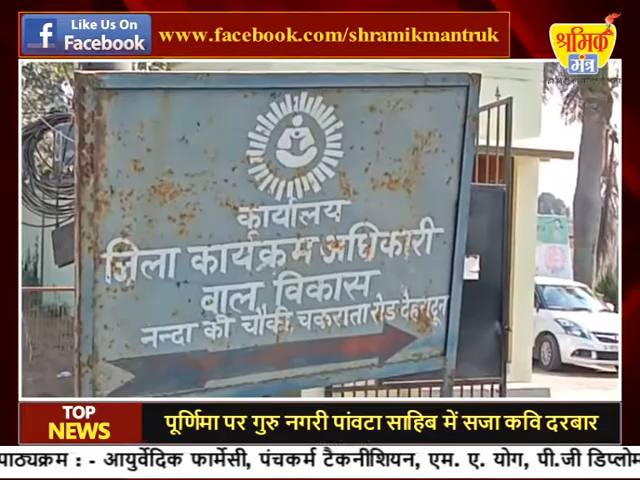 Like Us On
Facebook
www.facebook.com/shramikmantruk
श्रमिक
मंत्र
कार्यालय
जिला कार्यक्रम अधिकारी
बाल विकास
नन्दा की चौकी चकराता रोड देहरादून
TOP
NEWS
पूर्णिमा पर गुरु नगरी पांवटा साहिब में सजा कवि दरबार
पाठ्यक्रम : - आयुर्वेदिक फार्मेसी, पंचकर्म टैकनीशियन, एम. ए. योग, पी.जी डिप्लोम